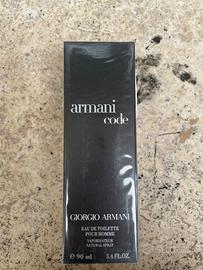 armani
code
GIORGIO ARMANI
EAU DE TOILETTE
POUR HOMME
VAPORISATEUR
NATURAL SPRAY
e 90 ml 3.4 FL.OZ.